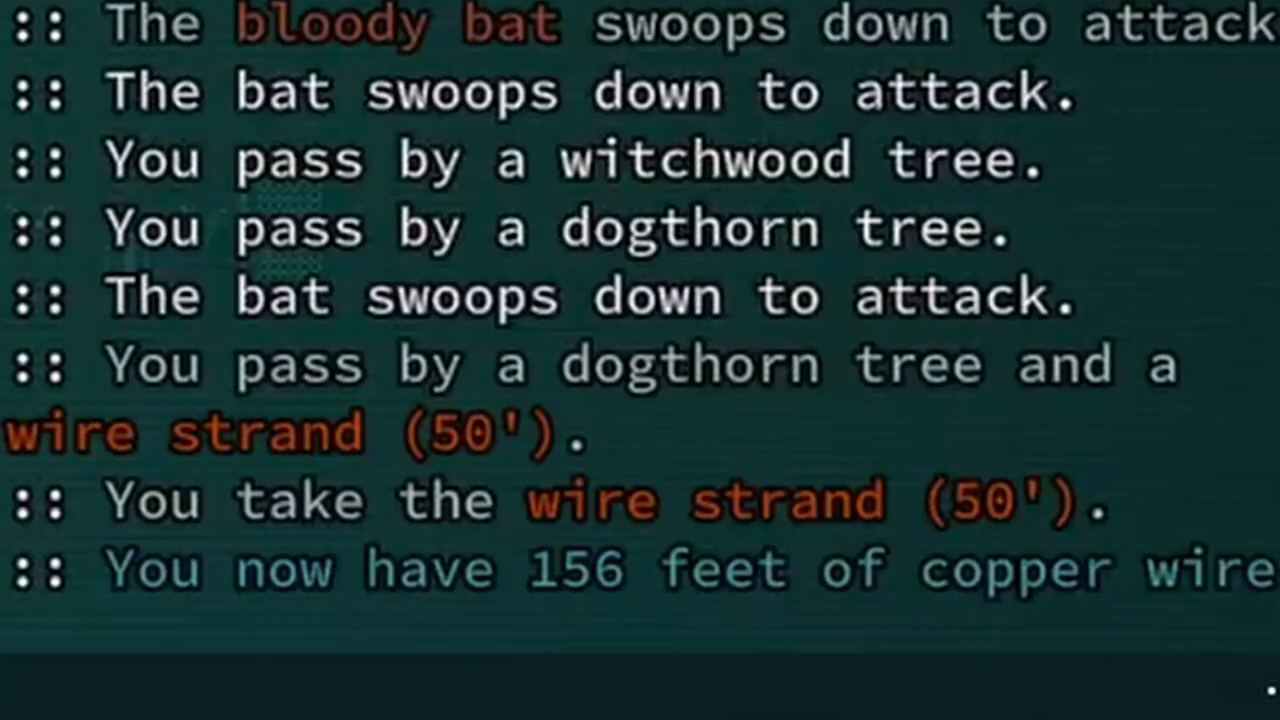 :: The bloody bat swoops down to attack
:: The bat swoops down to attack.
:: You pass by a witchwood tree.
:: You pass by a dogthorn tree.
:: The bat swoops down to attack.
:: You pass by a dogthorn tree and a
wire strand (50').
:: You take the wire strand (50').
:: You now have 156 feet of copper wire
.